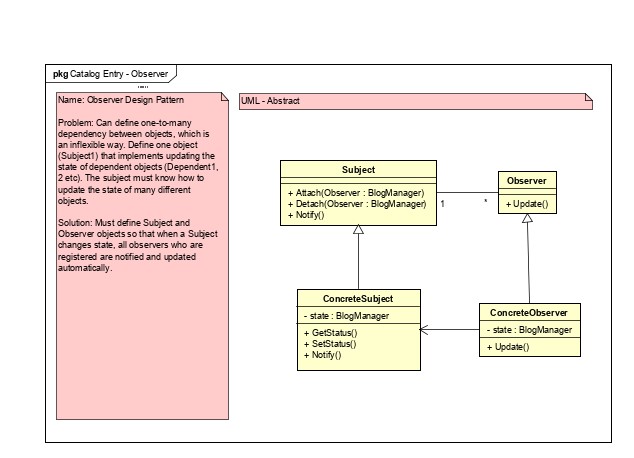 pkg Catalog Entry - Observer
Name: Observer Design Pattern
Problem: Can define one-to-many
dependency between objects, which is
an inflexible way. Define one object
(Subject1) that implements updating the
state of dependent objects (Dependent1,
2 etc). The subject must know how to
update the state of many different
objects.
Solution: Must define Subject and
Observer objects so that when a Subject
changes state, all observers who are
registered are notified and updated
automatically.
UML - Abstract
Subject
+ Attach(Observer : BlogManager)
+ Detach(Observer : BlogManager)
+ Notify()
1
*
Observer
+ Update()
ConcreteSubject
- state : BlogManager
+ GetStatus()
+ SetStatus()
+ Notify()
ConcreteObserver
- state : BlogManager
+ Update()